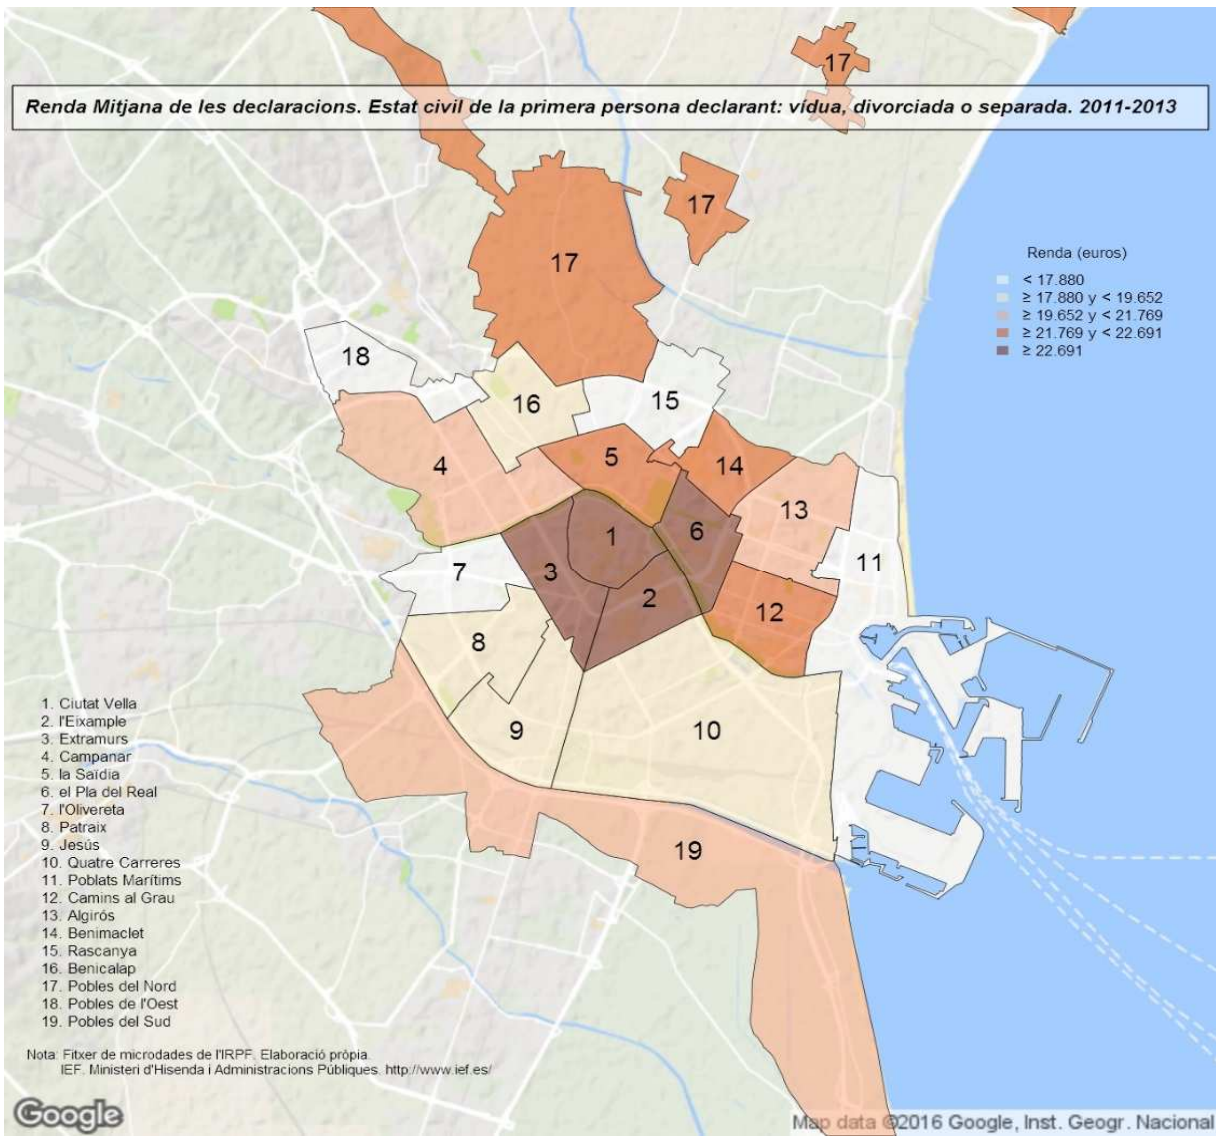 17
Renda Mitjana de les declaracions. Estat civil de la primera persona declarant: vídua, divorciada o separada. 2011-2013
17
17
Renda (euros)
< 17.880
≥ 17.880 y < 19.652
≥ 19.652 y < 21.769
≥ 21.769 y < 22.691
≥ 22.691
18
16
15
5
4
14
13
6
1
11
3
7
2
12
8
9
10
19
1. Ciutat Vella
2. l'Eixample
3. Extramurs
4. Campanar
5. la Saïdia
6. el Pla del Real
7. l'Olivereta
8. Patraix
9. Jesús
10. Quatre Carreres
11. Poblats Marítims
12. Camins al Grau
13. Algirós
14. Benimaclet
15. Rascanya
16. Benicalap
17. Pobles del Nord
18. Pobles de l'Oest
19. Pobles del Sud
Nota: Fitxer de microdades de l'IRPF. Elaboració pròpia.
IEF. Ministeri d'Hisenda i Administracions Públiques. http://www.ief.es/
Google
Map data ©2016 Google, Inst. Geogr. Nacional